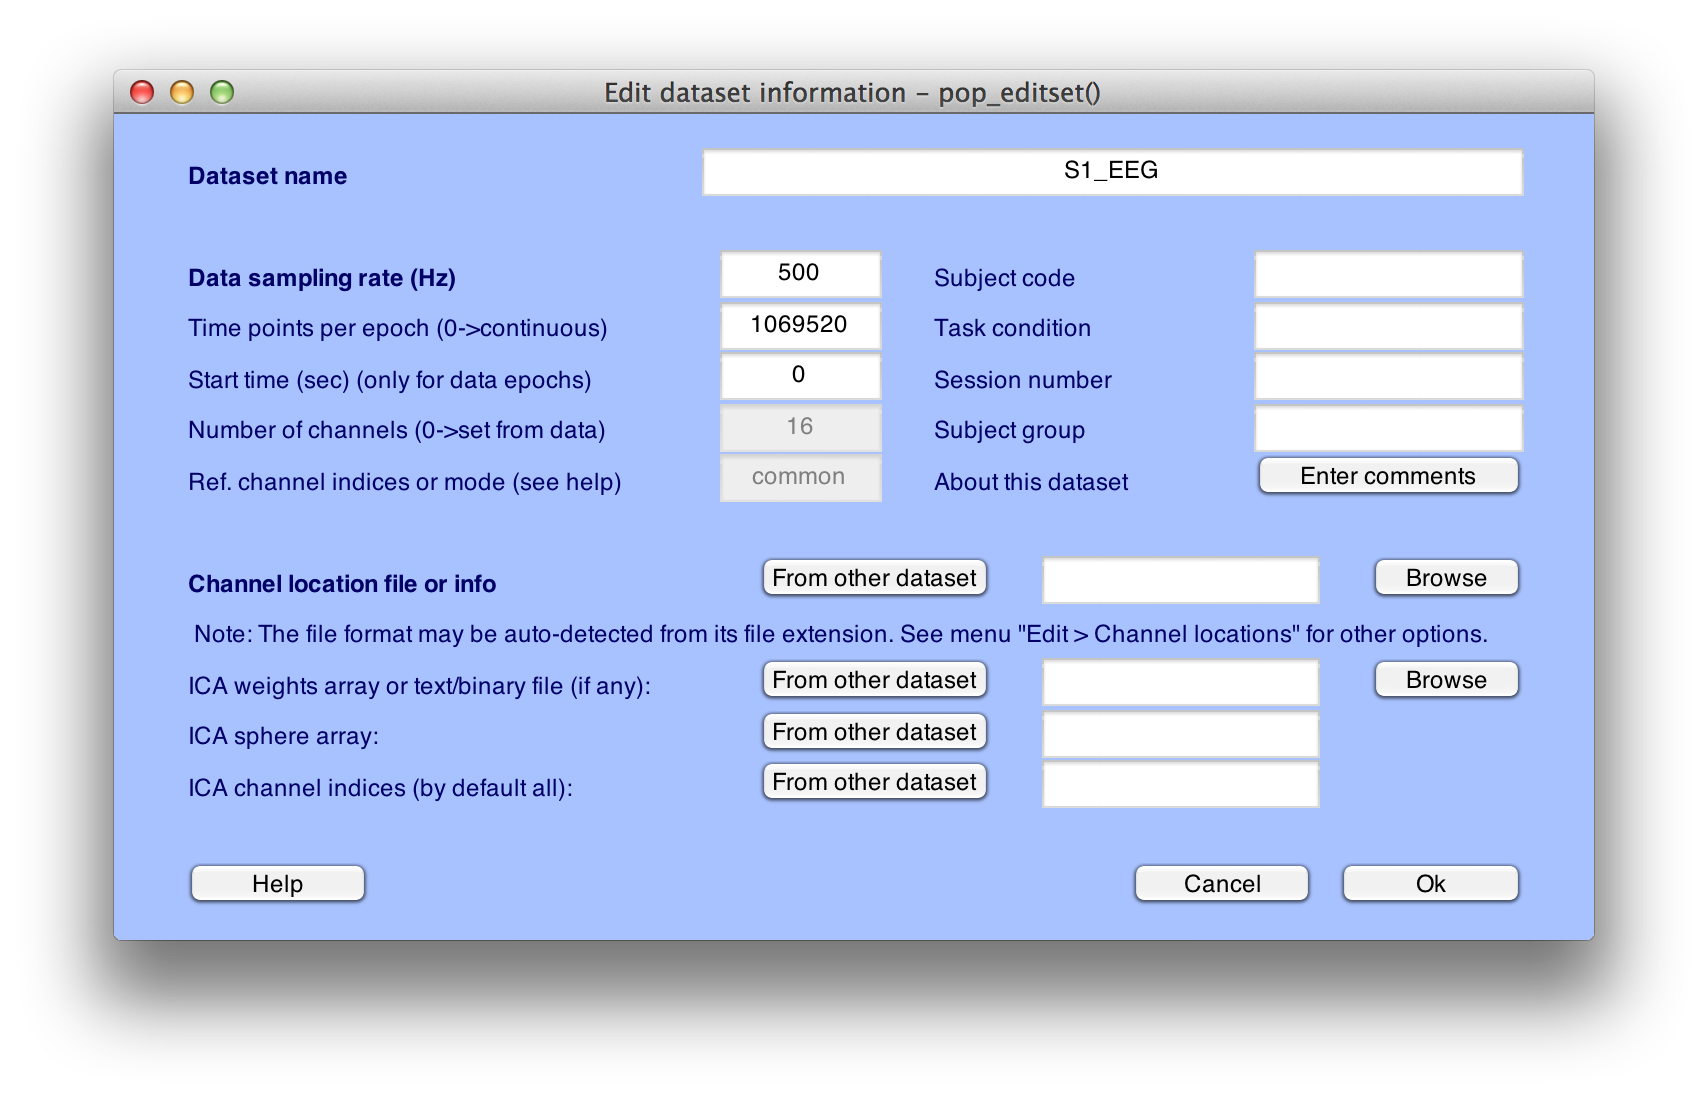 Edit dataset information – pop_editset()
Dataset name S1_EEG
Data sampling rate (Hz) 500 Subject code
Time points per epoch (0->continuous) 1069520 Task condition
Start time (sec) (only for data epochs) 0 Session number
Number of channels (0->set from data) 16 Subject group
Ref. channel indices or mode (see help) common About this dataset Enter comments
Channel location file or info From other dataset Browse
Note: The file format may be auto-detected from its file extension. See menu "Edit > Channel locations" for other options.
ICA weights array or text/binary file (if any): From other dataset Browse
ICA sphere array: From other dataset
ICA channel indices (by default all): From other dataset
Help Cancel Ok